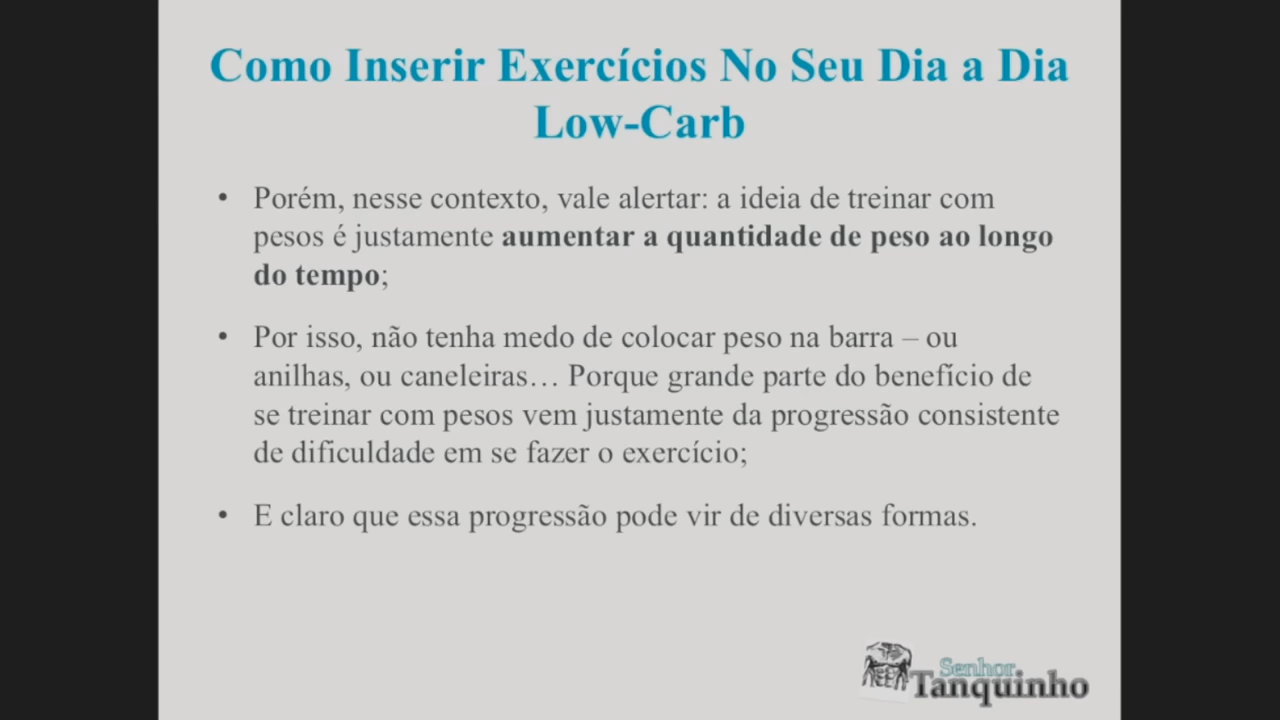 Como Inserir Exercícios No Seu Dia a Dia
Low-Carb
• Porém, nesse contexto, vale alertar: a ideia de treinar com
pesos é justamente aumentar a quantidade de peso ao longo
do tempo;
• Por isso, não tenha medo de colocar peso na barra – ou
anilhas, ou caneleiras… Porque grande parte do benefício de
se treinar com pesos vem justamente da progressão consistente
de dificuldade em se fazer o exercício;
• E claro que essa progressão pode vir de diversas formas.
Senhor
Tanquinho